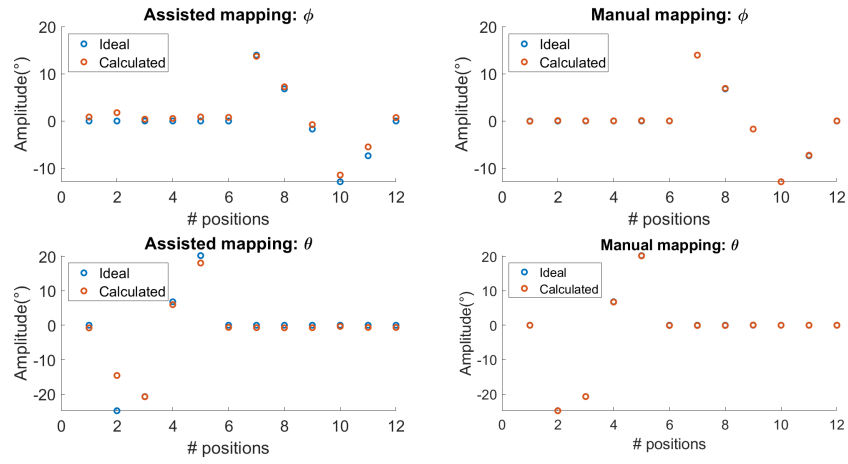 Assisted mapping: ϕ
Ideal
Calculated
Amplitude(°)
20
10
0
-10
0
2
4
6
8
10
12
# positions
Manual mapping: ϕ
Ideal
Calculated
Amplitude(°)
20
10
0
-10
0
2
4
6
8
10
12
# positions
Assisted mapping: θ
Ideal
Calculated
Amplitude(°)
20
10
0
-10
-20
0
2
4
6
8
10
12
# positions
Manual mapping: θ
Ideal
Calculated
Amplitude(°)
20
10
0
-10
-20
0
2
4
6
8
10
12
# positions